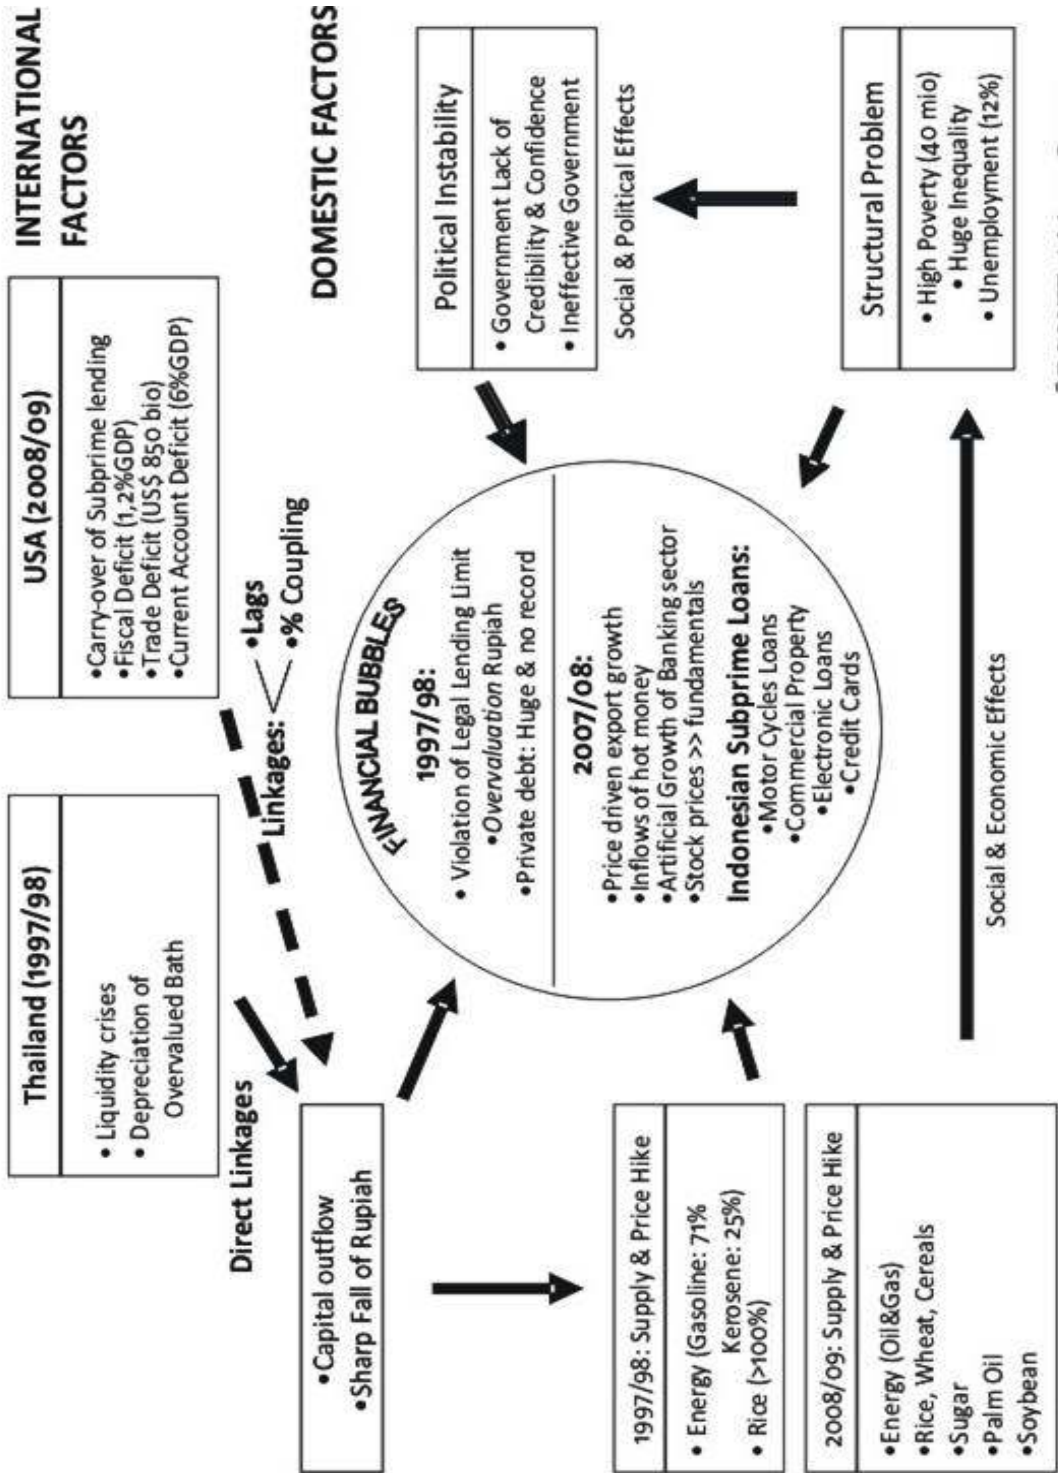 INTERNATIONAL
FACTORS
Thailand (1997/98)
• Liquidity crises
• Depreciation of
Overvalued Bath
USA (2008/09)
•Carry-over of Subprime lending
•Fiscal Deficit (1,2%GDP)
•Trade Deficit (US$ 850 bio)
•Current Account Deficit (6%GDP)
Direct Linkages
Linkages:
•Lags
•% Coupling
DOMESTIC FACTORS
•Capital outflow
•Sharp Fall of Rupiah
FINANCIAL BUBBLES
1997/98:
• Violation of Legal Lending Limit
•Overvaluation Rupiah
•Private debt: Huge & no record
2007/08:
•Price driven export growth
•Inflows of hot money
•Artificial Growth of Banking sector
•Stock prices >> fundamentals
Indonesian Subprime Loans:
•Motor Cycles Loans
•Commercial Property
•Electronic Loans
•Credit Cards
Political Instability
• Government Lack of
Credibility & Confidence
• Ineffective Government
Social & Political Effects
1997/98: Supply & Price Hike
• Energy (Gasoline: 71%
Kerosene: 25%)
• Rice (>100%)
2008/09: Supply & Price Hike
•Energy (Oil&Gas)
•Rice, Wheat, Cereals
•Sugar
•Palm Oil
•Soybean
Social & Economic Effects
Structural Problem
• High Poverty (40 mio)
• Huge Inequality
• Unemployment (12%)